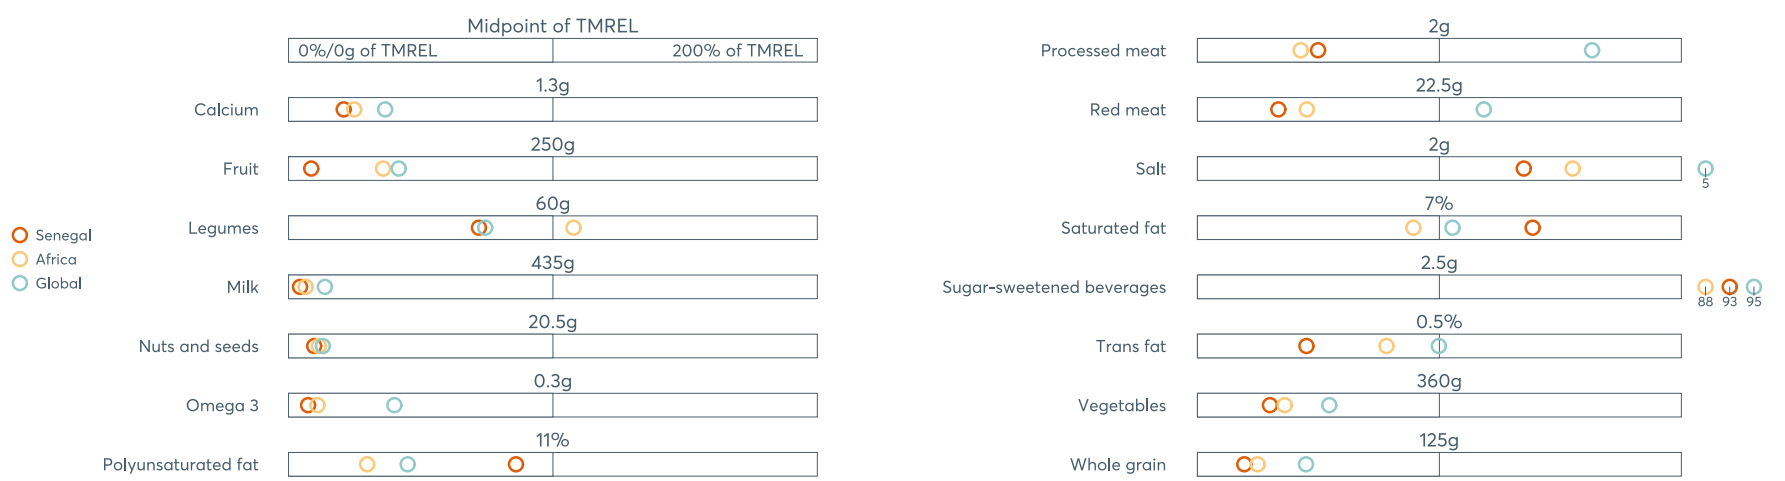 Midpoint of TMREL
0%/0g of TMREL 200% of TMREL
1.3g
Calcium
250g
Fruit
60g
Legumes
435g
Milk
20.5g
Nuts and seeds
0.3g
Omega 3
11%
Polyunsaturated fat
Senegal
Africa
Global
2g
Processed meat
22.5g
Red meat
2g
Salt
5
7%
Saturated fat
2.5g
Sugar-sweetened beverages
88 93 95
0.5%
Trans fat
360g
Vegetables
125g
Whole grain